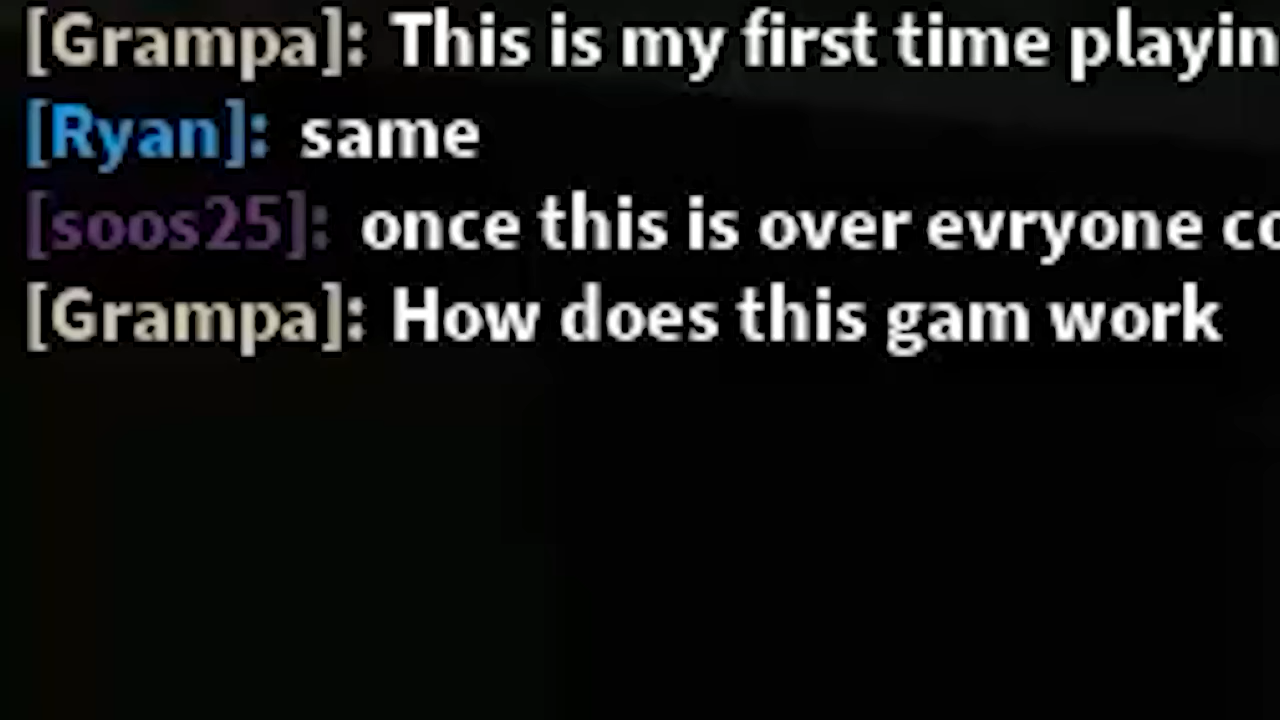 [Grampa]: This is my first time playin
[Ryan]: same
[soos25]: once this is over evryone co
[Grampa]: How does this gam work